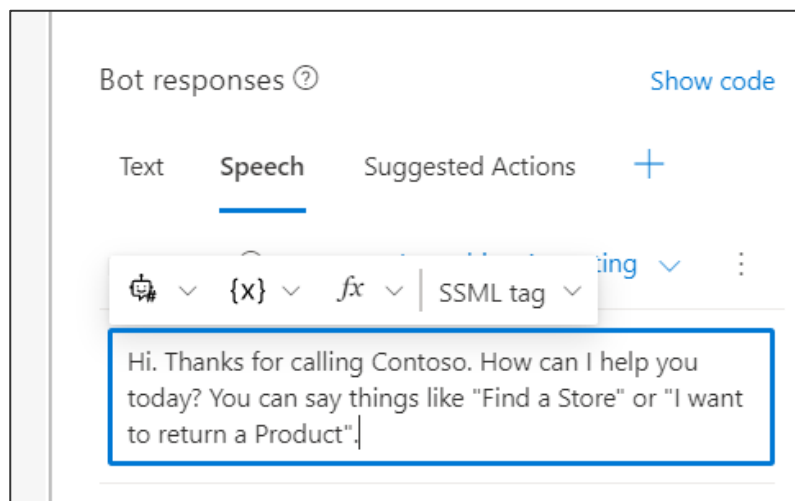 Bot responses ?
Show code
Text Speech Suggested Actions +
{x} fx SSML tag
Hi. Thanks for calling Contoso. How can I help you
today? You can say things like "Find a Store" or "I want
to return a Product".